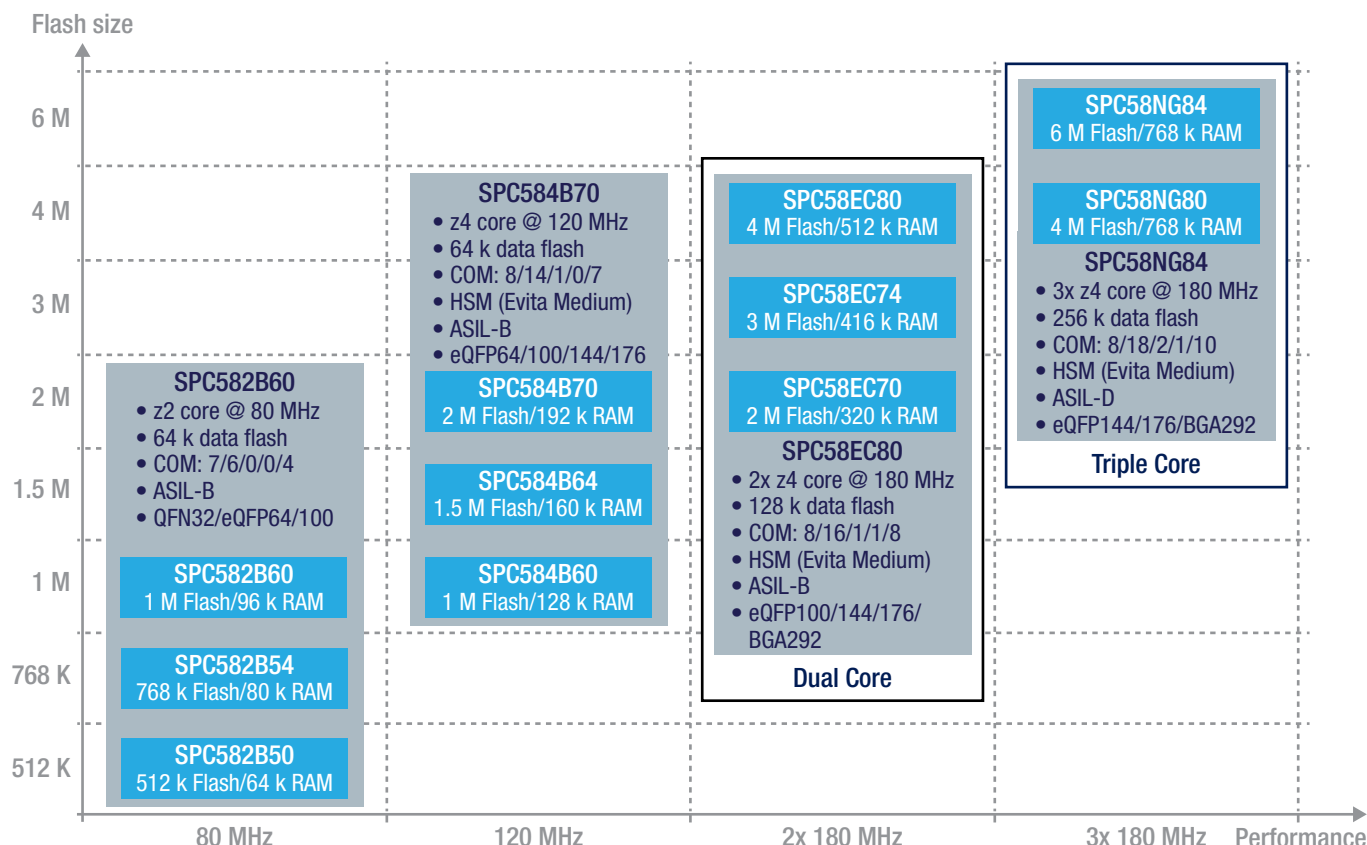 Flash size
6 M
4 M
3 M
2 M
1.5 M
1 M
768 K
512 K
SPC582B60
• z2 core @ 80 MHz
• 64 k data flash
• COM: 7/6/0/0/4
• ASIL-B
• QFN32/eQFP64/100
SPC582B60
1 M Flash/96 k RAM
SPC582B54
768 k Flash/80 k RAM
SPC582B50
512 k Flash/64 k RAM
SPC584B70
• z4 core @ 120 MHz
• 64 k data flash
• COM: 8/14/1/0/7
• HSM (Evita Medium)
• ASIL-B
• eQFP64/100/144/176
SPC584B70
2 M Flash/192 k RAM
SPC584B64
1.5 M Flash/160 k RAM
SPC584B60
1 M Flash/128 k RAM
SPC58EC80
4 M Flash/512 k RAM
SPC58EC74
3 M Flash/416 k RAM
SPC58EC70
2 M Flash/320 k RAM
SPC58EC80
• 2x z4 core @ 180 MHz
• 128 k data flash
• COM: 8/16/1/1/8
• HSM (Evita Medium)
• ASIL-B
• eQFP100/144/176/
BGA292
Dual Core
SPC58NG84
6 M Flash/768 k RAM
SPC58NG80
4 M Flash/768 k RAM
SPC58NG84
• 3x z4 core @ 180 MHz
• 256 k data flash
• COM: 8/18/2/1/10
• HSM (Evita Medium)
• ASIL-D
• eQFP144/176/BGA292
Triple Core
80 MHz
120 MHz
2x 180 MHz
3x 180 MHz
Performance